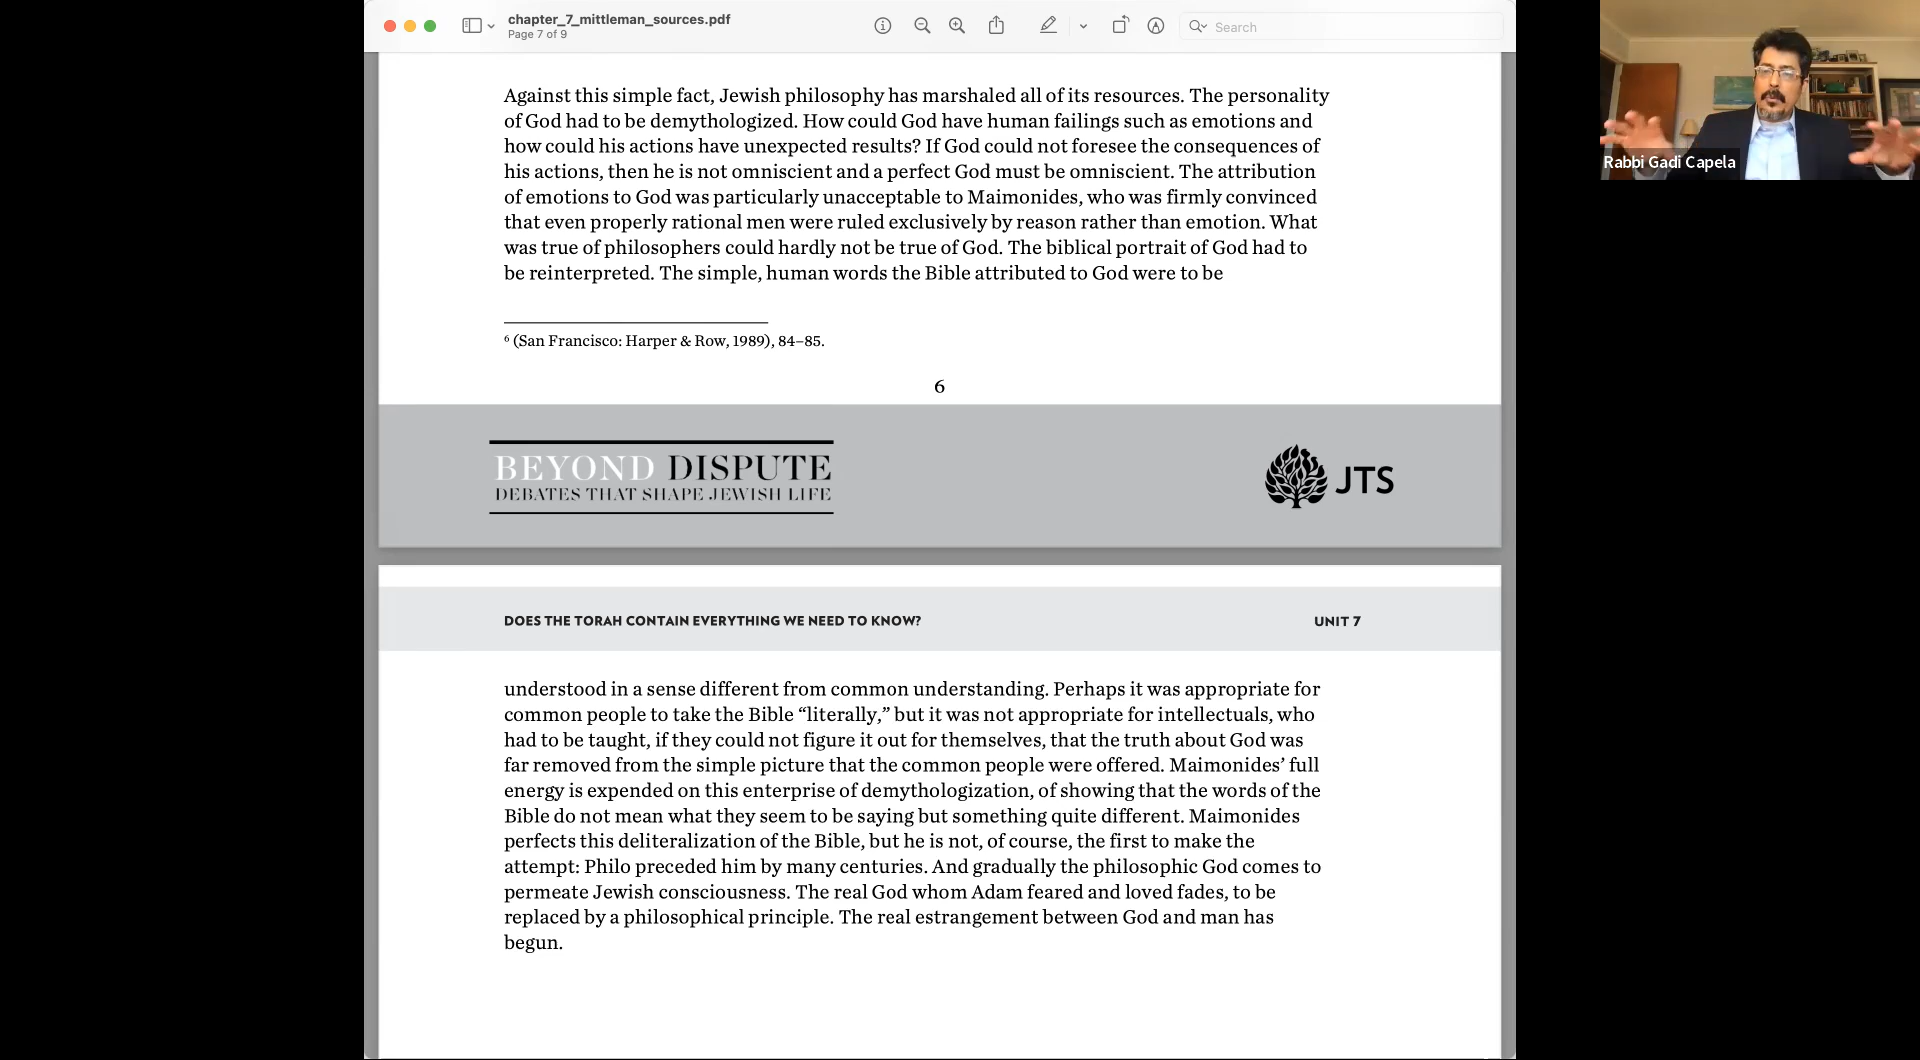 chapter_7_mittleman_sources.pdf
Page 7 of 9
Search
Rabbi Gadi Capela
Against this simple fact, Jewish philosophy has marshaled all of its resources. The personality
of God had to be demythologized. How could God have human failings such as emotions and
how could his actions have unexpected results? If God could not foresee the consequences of
his actions, then he is not omniscient and a perfect God must be omniscient. The attribution
of emotions to God was particularly unacceptable to Maimonides, who was firmly convinced
that even properly rational men were ruled exclusively by reason rather than emotion. What
was true of philosophers could hardly not be true of God. The biblical portrait of God had to
be reinterpreted. The simple, human words the Bible attributed to God were to be
⁶ (San Francisco: Harper & Row, 1989), 84–85.
6
BEYOND DISPUTE
DEBATES THAT SHAPE JEWISH LIFE
JTS
DOES THE TORAH CONTAIN EVERYTHING WE NEED TO KNOW?
UNIT 7
understood in a sense different from common understanding. Perhaps it was appropriate for
common people to take the Bible “literally,” but it was not appropriate for intellectuals, who
had to be taught, if they could not figure it out for themselves, that the truth about God was
far removed from the simple picture that the common people were offered. Maimonides’ full
energy is expended on this enterprise of demythologization, of showing that the words of the
Bible do not mean what they seem to be saying but something quite different. Maimonides
perfects this deliteralization of the Bible, but he is not, of course, the first to make the
attempt: Philo preceded him by many centuries. And gradually the philosophic God comes to
permeate Jewish consciousness. The real God whom Adam feared and loved fades, to be
replaced by a philosophical principle. The real estrangement between God and man has
begun.